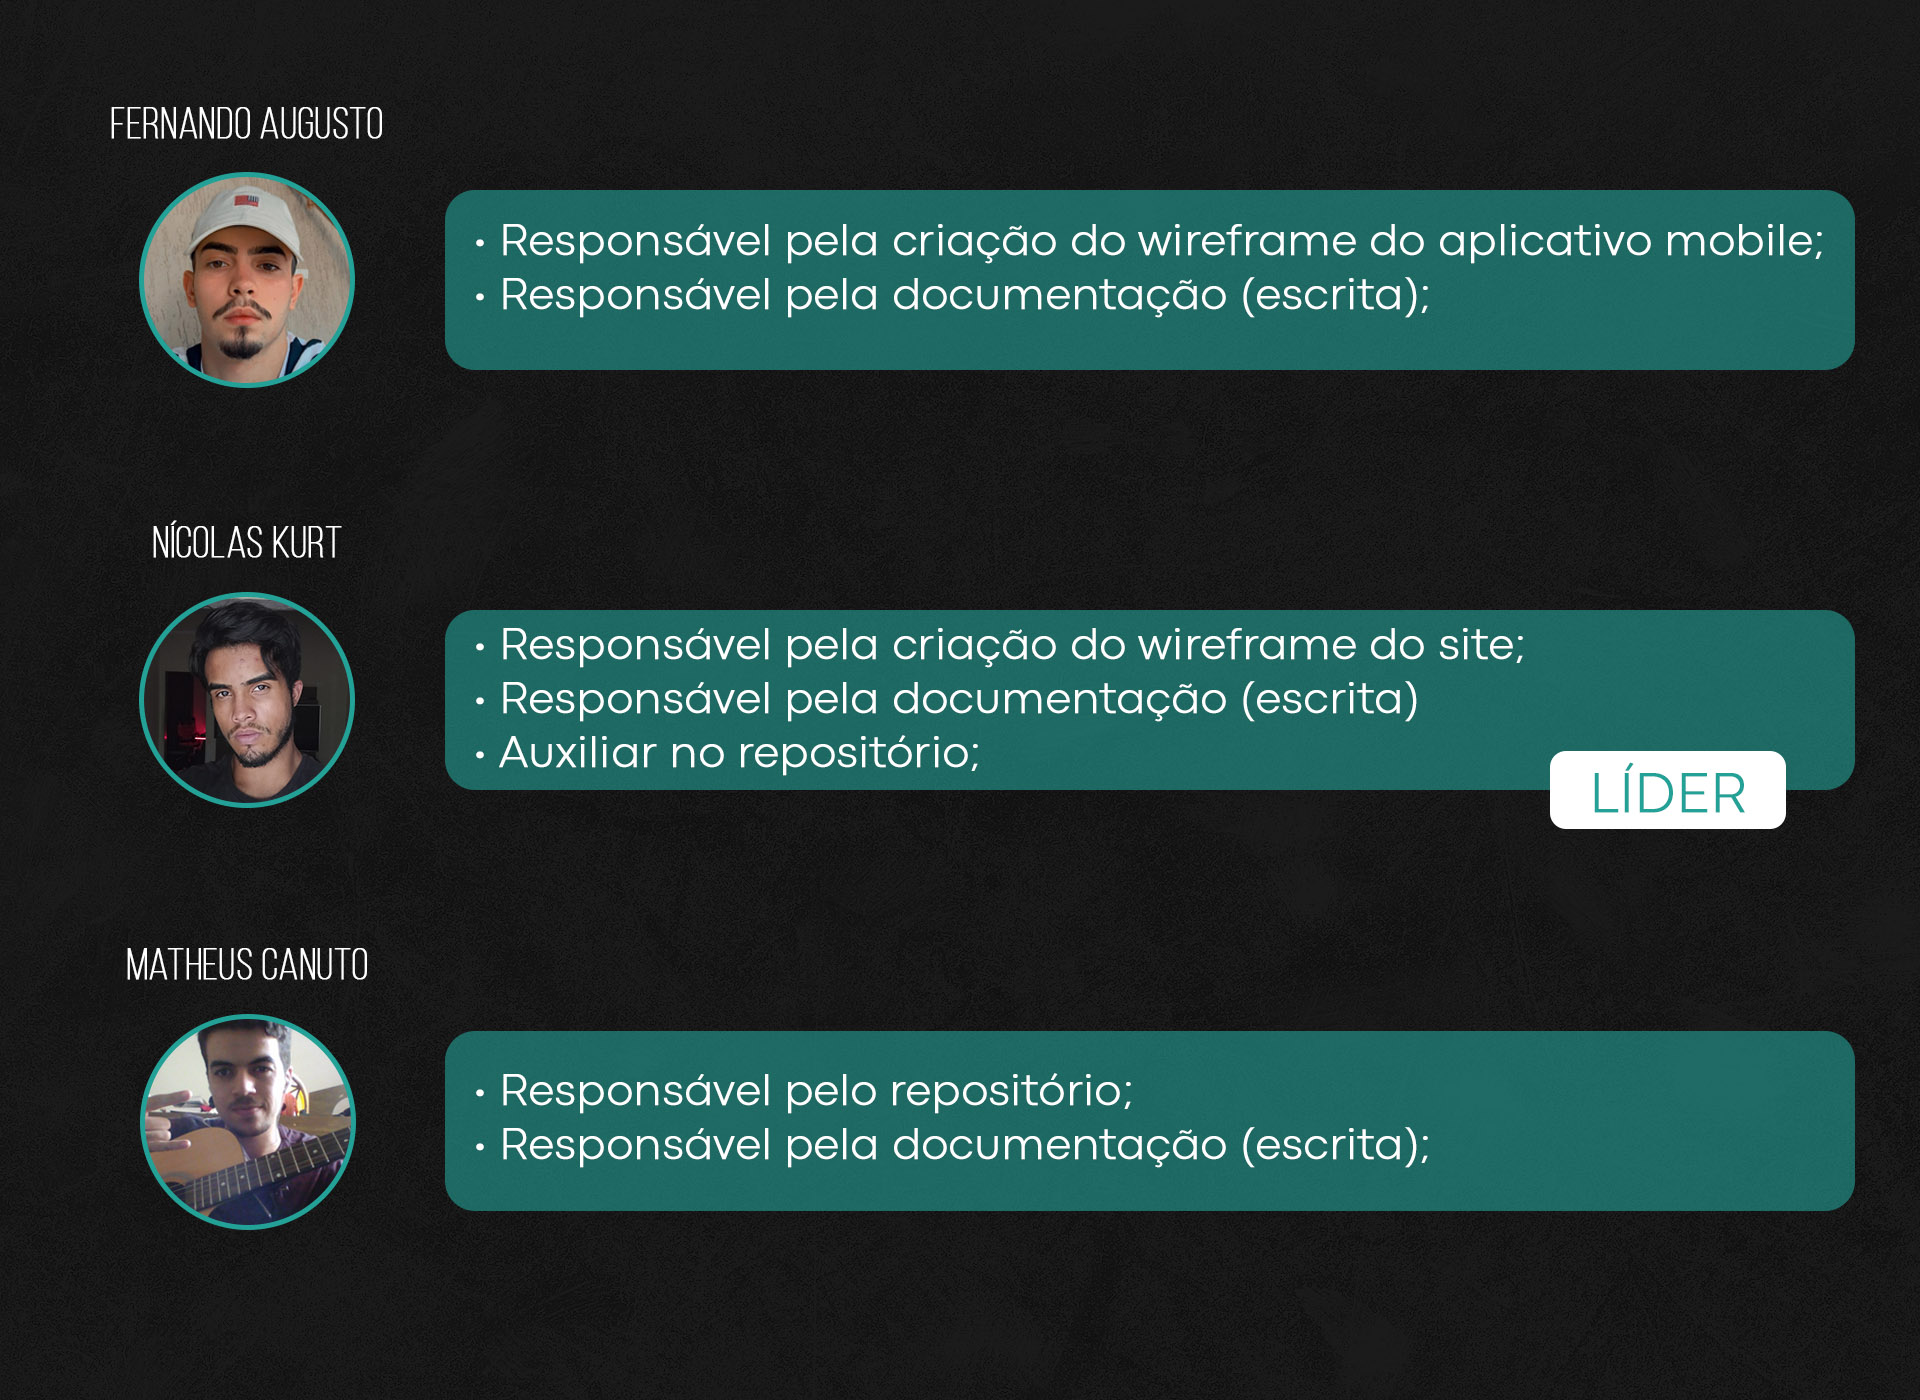 FERNANDO AUGUSTO
• Responsável pela criação do wireframe do aplicativo mobile;
• Responsável pela documentação (escrita);
NÍCOLAS KURT
• Responsável pela criação do wireframe do site;
• Responsável pela documentação (escrita)
• Auxiliar no repositório;
LÍDER
MATHEUS CANUTO
• Responsável pelo repositório;
• Responsável pela documentação (escrita);